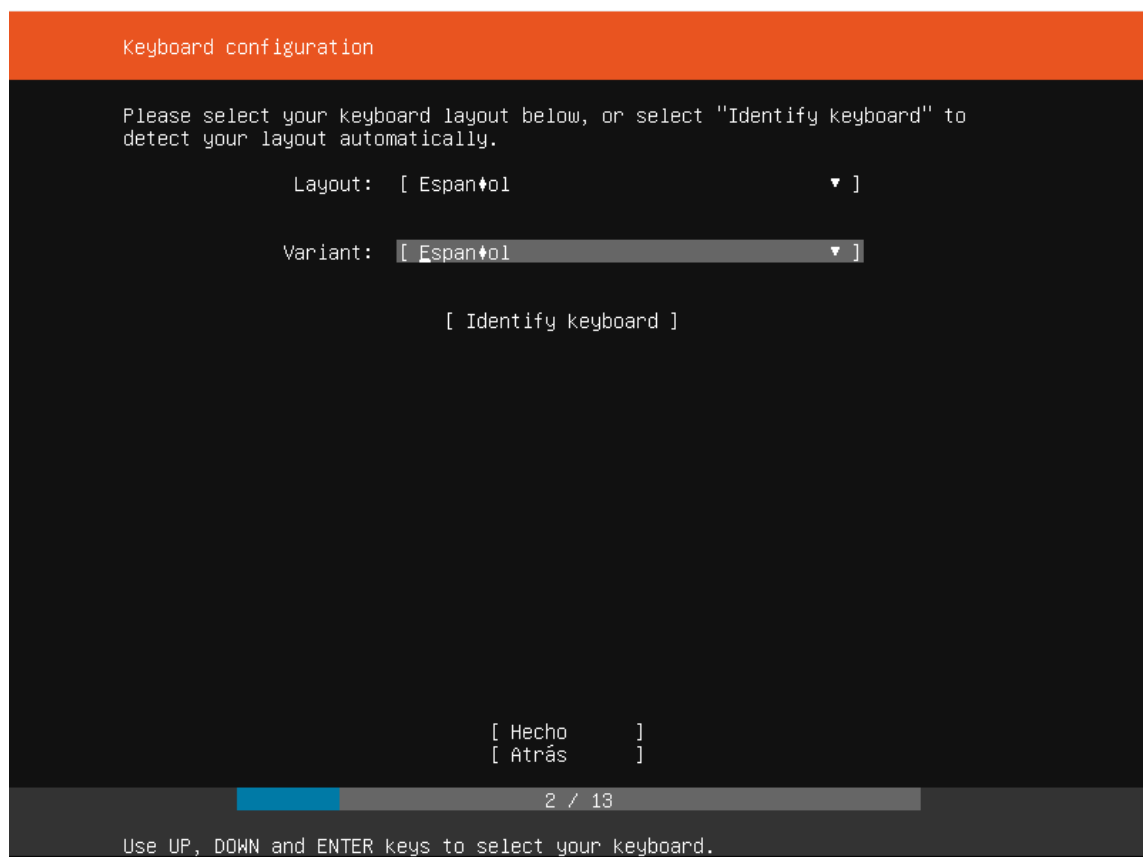 Keyboard configuration
Please select your keyboard layout below, or select "Identify keyboard" to
detect your layout automatically.
Layout: [ Espan♦ol ▼ ]
Variant: [ Espan♦ol ▼ ]
[ Identify keyboard ]
[ Hecho ]
[ Atrás ]
2 / 13
Use UP, DOWN and ENTER keys to select your keyboard.